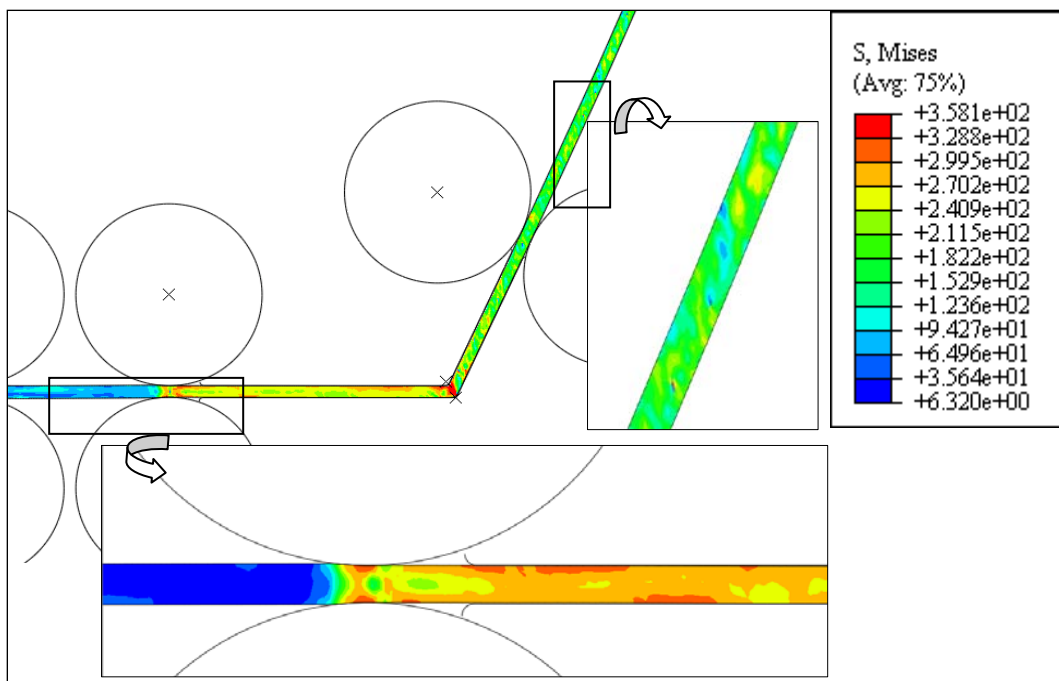 S, Mises
(Avg: 75%)
+3.581e+02
+3.288e+02
+2.995e+02
+2.702e+02
+2.409e+02
+2.115e+02
+1.822e+02
+1.529e+02
+1.236e+02
+9.427e+01
+6.496e+01
+3.564e+01
+6.320e+00